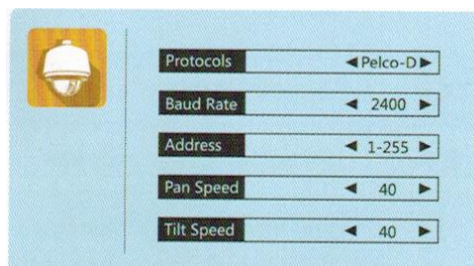 Protocols ◀Pelco-D▶
Baud Rate ◀ 2400 ▶
Address ◀ 1-255 ▶
Pan Speed ◀ 40 ▶
Tilt Speed ◀ 40 ▶